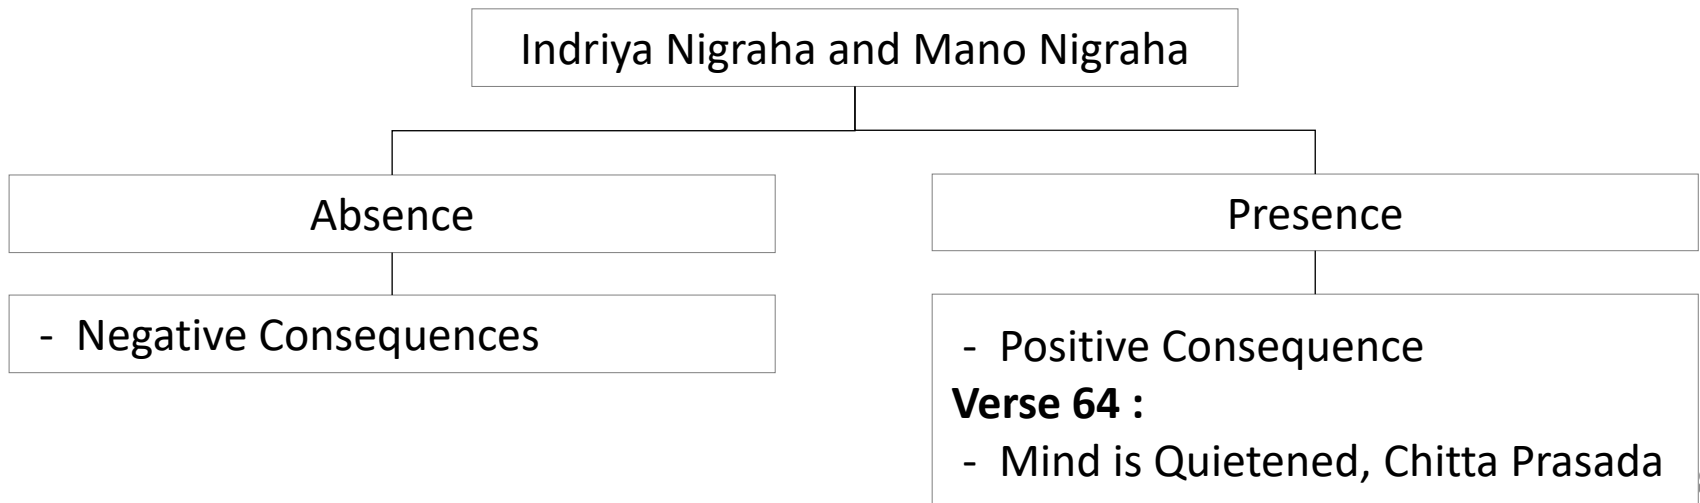 Indriya Nigraha and Mano Nigraha
Absence
Presence
- Negative Consequences
- Positive Consequence
Verse 64 :
- Mind is Quietened, Chitta Prasada